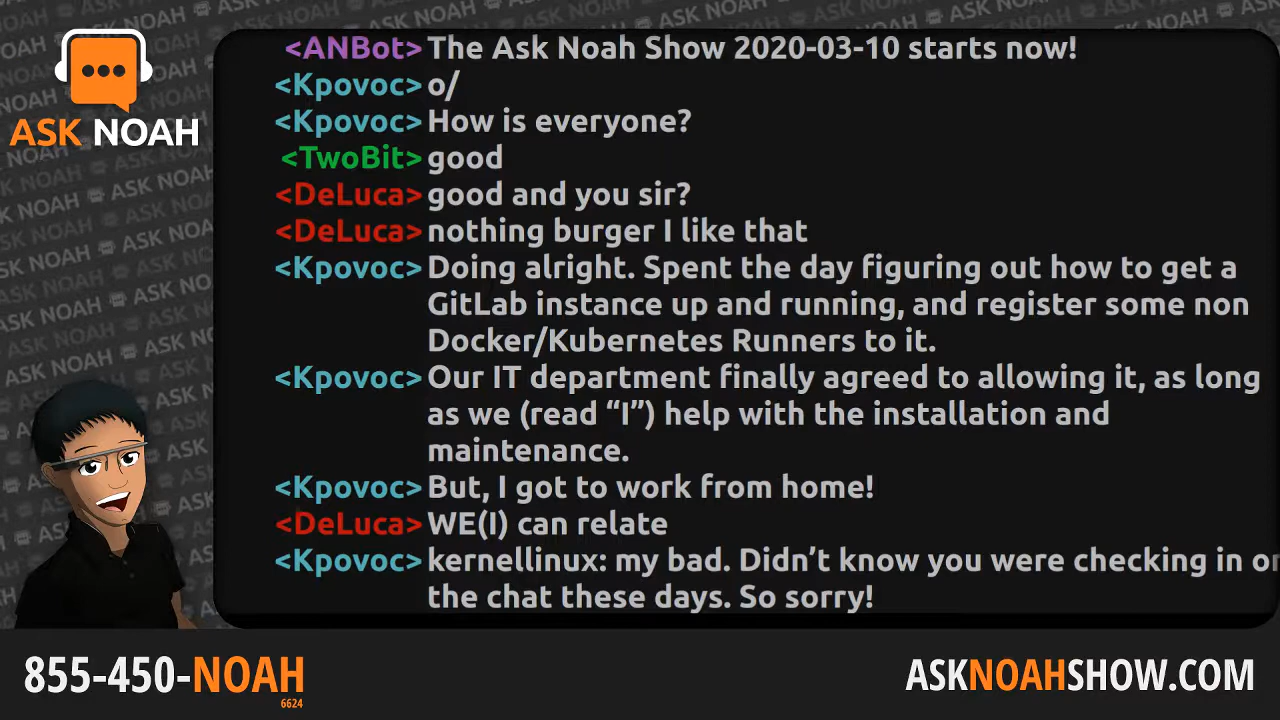 ASK NOAH
<ANBot> The Ask Noah Show 2020-03-10 starts now!
<Kpovoc> o/
<Kpovoc> How is everyone?
<TwoBit> good
<DeLuca> good and you sir?
<DeLuca> nothing burger I like that
<Kpovoc> Doing alright. Spent the day figuring out how to get a
GitLab instance up and running, and register some non
Docker/Kubernetes Runners to it.
<Kpovoc> Our IT department finally agreed to allowing it, as long
as we (read “I”) help with the installation and
maintenance.
<Kpovoc> But, I got to work from home!
<DeLuca> WE(I) can relate
<Kpovoc> kernellinux: my bad. Didn’t know you were checking in
the chat these days. So sorry!
855-450-NOAH
6624
ASKNOAHSHOW.COM